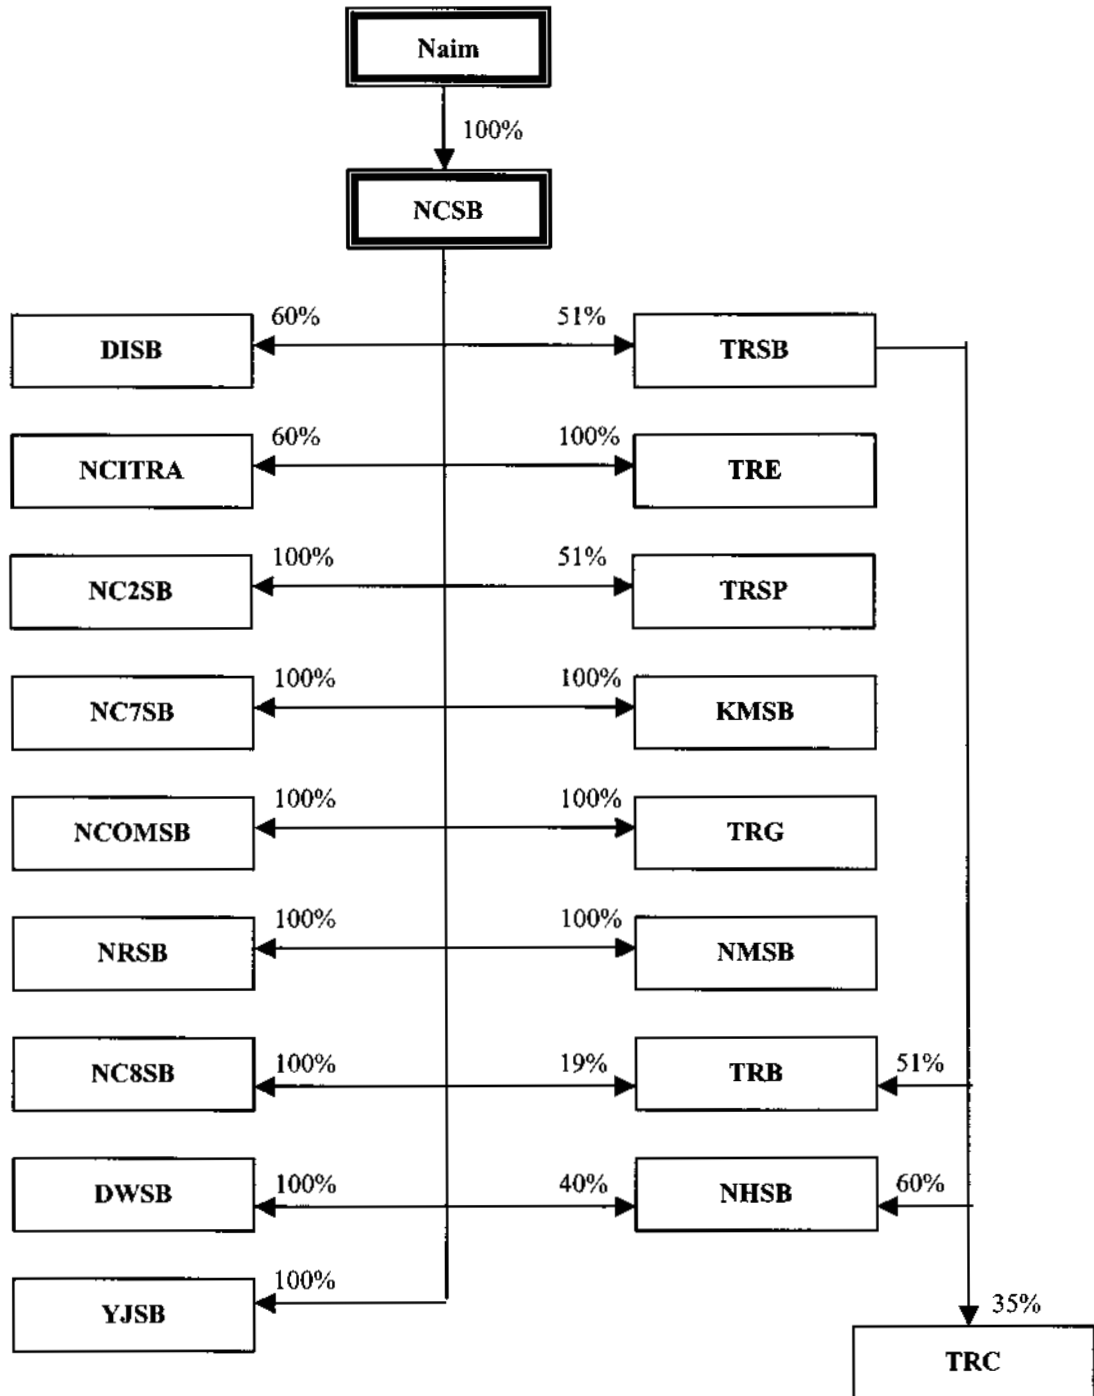 Naim
100%
NCSB
60% 51%
DISB TRSB
60% 100%
NCITRA TRE
100% 51%
NC2SB TRSP
100% 100%
NC7SB KMSB
100% 100%
NCOMSB TRG
100% 100%
NRSB NMSB
100% 19% 51%
NC8SB TRB
100% 40% 60%
DWSB NHSB
100%
YJSB
35%
TRC